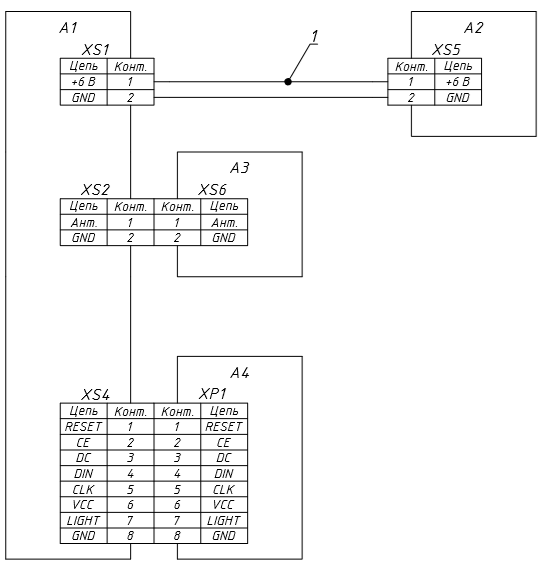 A1
A2
1
XS1
XS5
Цепь Конт.
Конт. Цепь
+6 В 1
1 +6 В
GND 2
2 GND
A3
XS2
XS6
Цепь Конт. Конт. Цепь
Ант. 1 1 Ант.
GND 2 2 GND
A4
XS4
XP1
Цепь Конт. Конт. Цепь
RESET 1 1 RESET
CE 2 2 CE
DC 3 3 DC
DIN 4 4 DIN
CLK 5 5 CLK
VCC 6 6 VCC
LIGHT 7 7 LIGHT
GND 8 8 GND